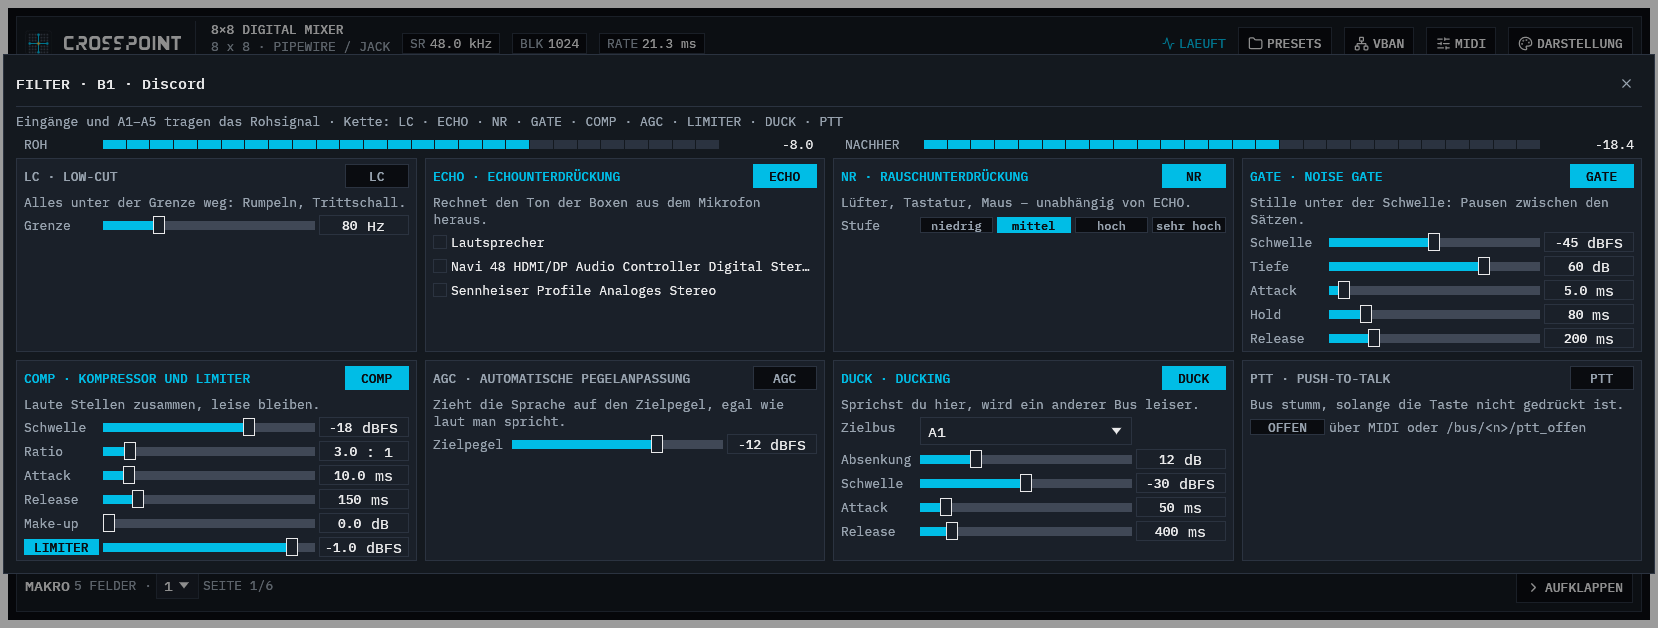 CROSSPOINT
8×8 DIGITAL MIXER
8 x 8 · PIPEWIRE / JACK
SR 48.0 kHz
BLK 1024
RATE 21.3 ms
LAEUFT
PRESETS
VBAN
MIDI
DARSTELLUNG
FILTER · B1 · Discord
×
Eingänge und A1–A5 tragen das Rohsignal · Kette: LC · ECHO · NR · GATE · COMP · AGC · LIMITER · DUCK · PTT
ROH -8.0
NACHHER -18.4
LC · LOW-CUT
LC
Alles unter der Grenze weg: Rumpeln, Trittschall.
Grenze 80 Hz
ECHO · ECHOUNTERDRÜCKUNG
ECHO
Rechnet den Ton der Boxen aus dem Mikrofon
heraus.
Lautsprecher
Navi 48 HDMI/DP Audio Controller Digital Ster…
Sennheiser Profile Analoges Stereo
NR · RAUSCHUNTERDRÜCKUNG
NR
Lüfter, Tastatur, Maus – unabhängig von ECHO.
Stufe niedrig mittel hoch sehr hoch
GATE · NOISE GATE
GATE
Stille unter der Schwelle: Pausen zwischen den
Sätzen.
Schwelle -45 dBFS
Tiefe 60 dB
Attack 5.0 ms
Hold 80 ms
Release 200 ms
COMP · KOMPRESSOR UND LIMITER
COMP
Laute Stellen zusammen, leise bleiben.
Schwelle -18 dBFS
Ratio 3.0 : 1
Attack 10.0 ms
Release 150 ms
Make-up 0.0 dB
LIMITER -1.0 dBFS
AGC · AUTOMATISCHE PEGELANPASSUNG
AGC
Zieht die Sprache auf den Zielpegel, egal wie
laut man spricht.
Zielpegel -12 dBFS
DUCK · DUCKING
DUCK
Sprichst du hier, wird ein anderer Bus leiser.
Zielbus A1
Absenkung 12 dB
Schwelle -30 dBFS
Attack 50 ms
Release 400 ms
PTT · PUSH-TO-TALK
PTT
Bus stumm, solange die Taste nicht gedrückt ist.
OFFEN über MIDI oder /bus/<n>/ptt_offen
MAKRO 5 FELDER · 1 SEITE 1/6
AUFKLAPPEN